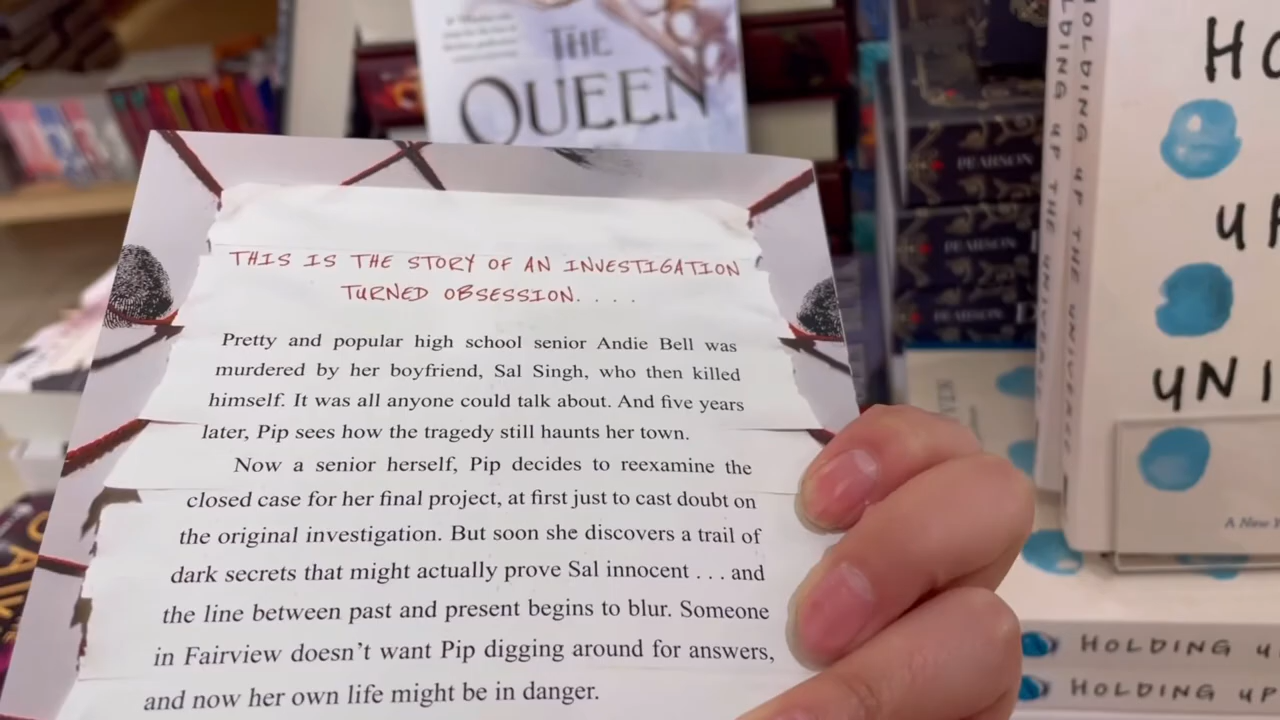 THE
QUEEN
THIS IS THE STORY OF AN INVESTIGATION
TURNED OBSESSION. . . .
Pretty and popular high school senior Andie Bell was
murdered by her boyfriend, Sal Singh, who then killed
himself. It was all anyone could talk about. And five years
later, Pip sees how the tragedy still haunts her town.
Now a senior herself, Pip decides to reexamine the
closed case for her final project, at first just to cast doubt on
the original investigation. But soon she discovers a trail of
dark secrets that might actually prove Sal innocent . . . and
the line between past and present begins to blur. Someone
in Fairview doesn't want Pip digging around for answers,
and now her own life might be in danger.
PEARSON
PEARSON
PEARSON
HOLDING UP THE UNIVERSE
UP THE UNIVERSE
HO
UP
UNI
A New
HOLDING U
HOLDING UP